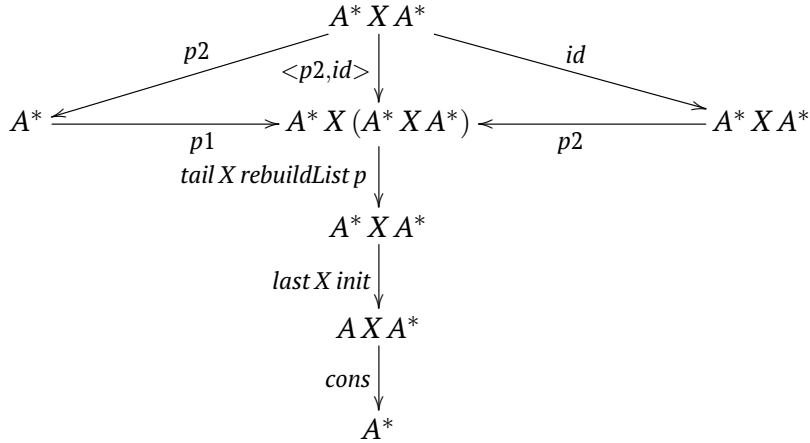 A* X A*
p2
<p2,id>
id
A*
p1
A* X (A* X A*)
p2
A* X A*
tail X rebuildList p
A* X A*
last X init
A X A*
cons
A*